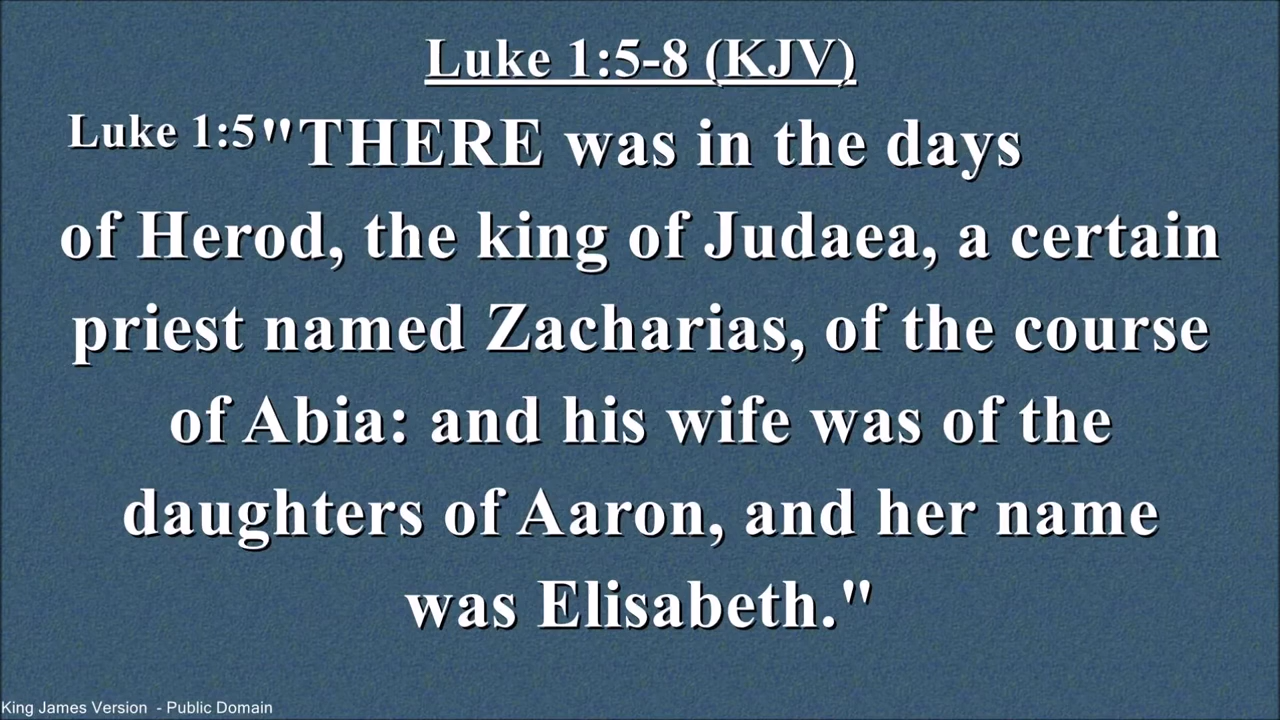 Luke 1:5-8 (KJV)
Luke 1:5"THERE was in the days
of Herod, the king of Judaea, a certain
priest named Zacharias, of the course
of Abia: and his wife was of the
daughters of Aaron, and her name
was Elisabeth."
King James Version - Public Domain